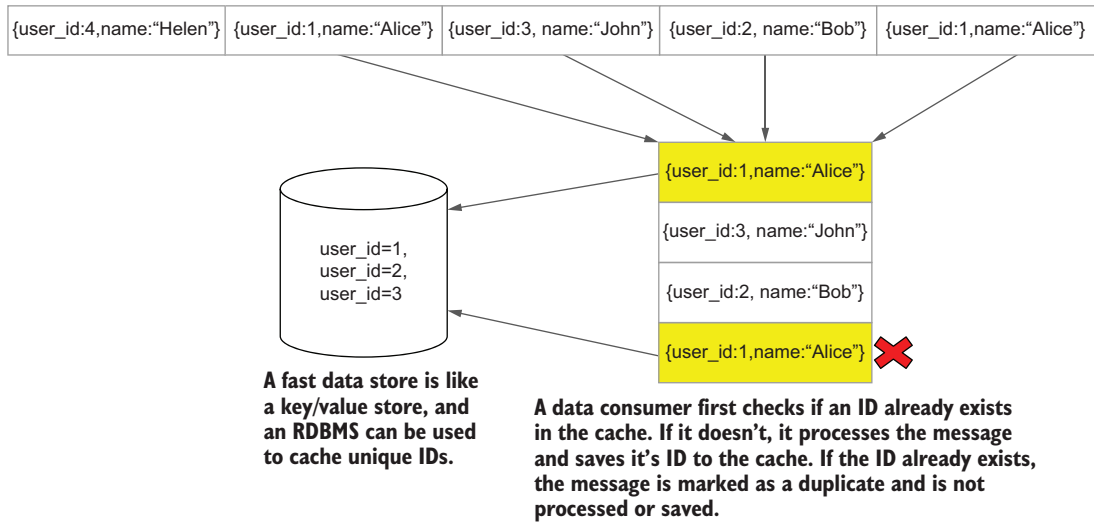 {user_id:4,name:“Helen”} {user_id:1,name:“Alice”} {user_id:3, name:“John”} {user_id:2, name:“Bob”} {user_id:1,name:“Alice”}
{user_id:1,name:“Alice”}
{user_id:3, name:“John”}
{user_id:2, name:“Bob”}
{user_id:1,name:“Alice”}
user_id=1,
user_id=2,
user_id=3
A fast data store is like
a key/value store, and
an RDBMS can be used
to cache unique IDs.
A data consumer first checks if an ID already exists
in the cache. If it doesn’t, it processes the message
and saves it’s ID to the cache. If the ID already exists,
the message is marked as a duplicate and is not
processed or saved.